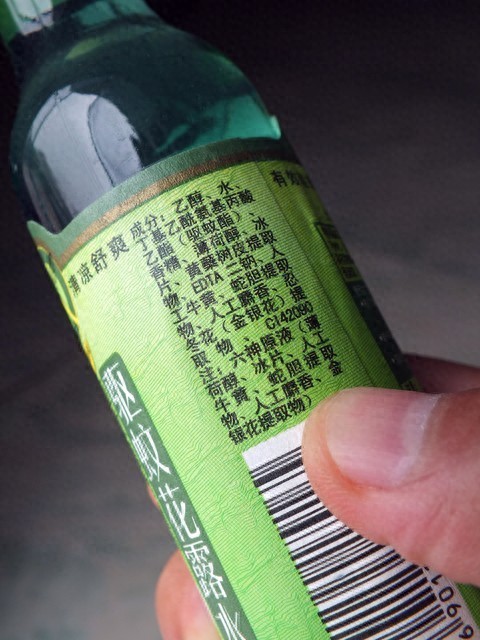 清凉舒爽
成分：乙醇、水、
丁基乙酰氨基丙酸
乙酯（驱蚊酯）、
香精、薄荷醇、冰
片、黄檗树皮提取
物、EDTA二钠、人
工牛黄、蛇胆提取
物、人工麝香、忍
冬花（金银花）提
取物、CI42090
注：六神原液（薄
荷醇、冰片、人工
牛黄、蛇胆提取
物、人工麝香、金
银花提取物）
驱蚊花露水